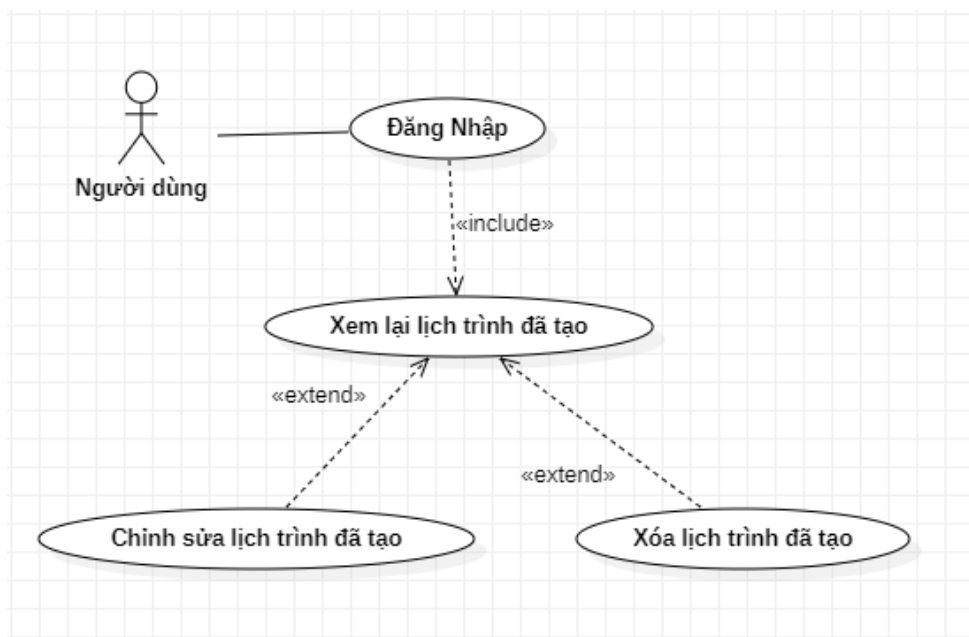 Đăng Nhập
Người dùng
«include»
Xem lại lịch trình đã tạo
«extend»
«extend»
Chỉnh sửa lịch trình đã tạo
Xóa lịch trình đã tạo